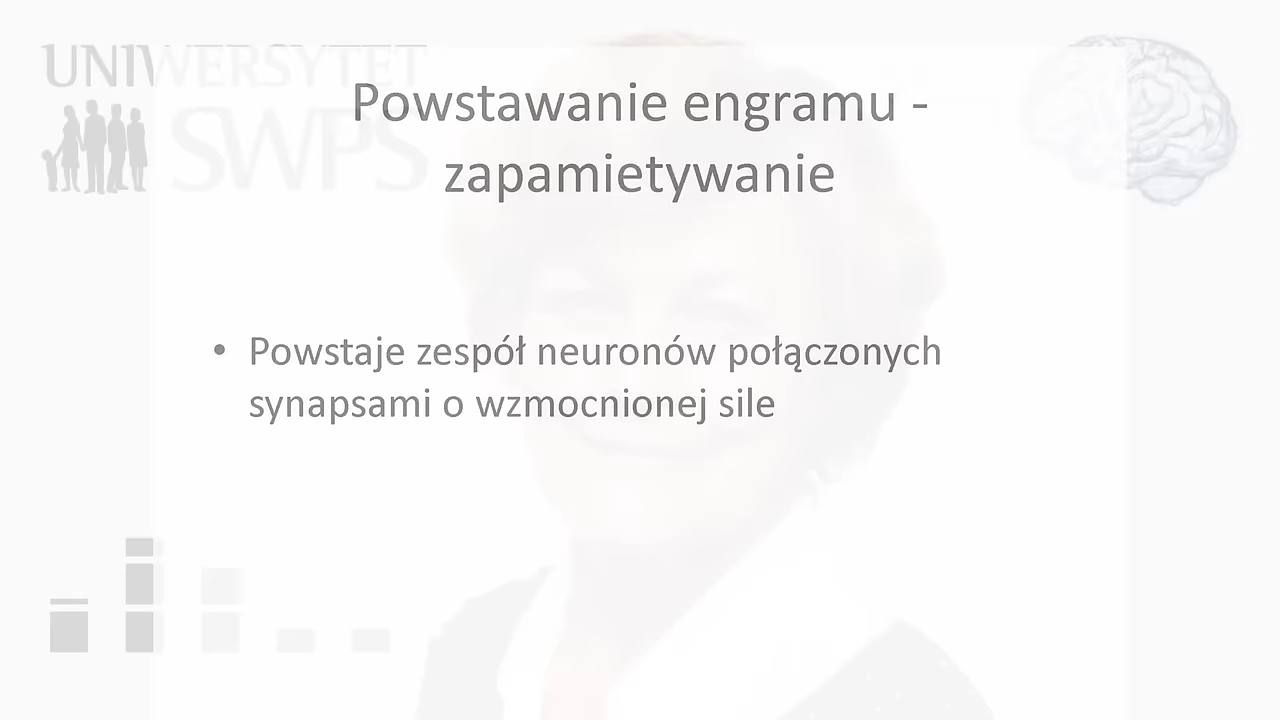 UNIWERSYTET
SWPS
Powstawanie engramu -
zapamietywanie
• Powstaje zespół neuronów połączonych
synapsami o wzmocnionej sile